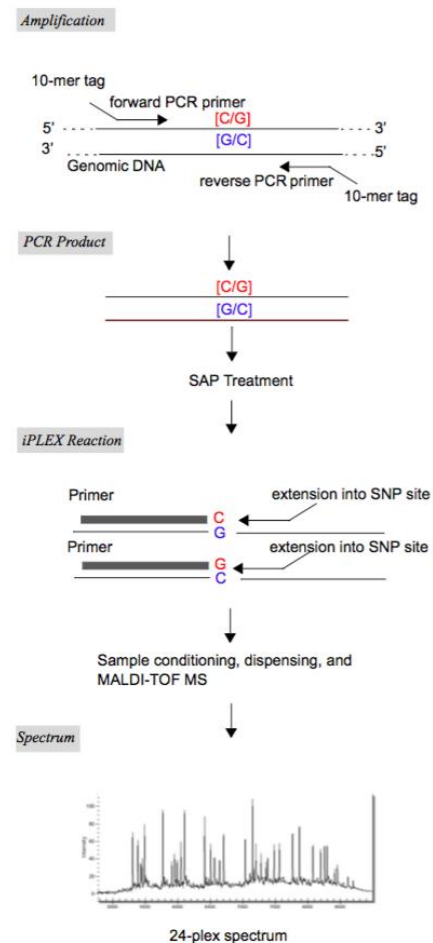 Amplification
10-mer tag
forward PCR primer
[C/G]
5' 3'
[G/C]
3' 5'
Genomic DNA
reverse PCR primer
10-mer tag
PCR Product
[C/G]
[G/C]
SAP Treatment
iPLEX Reaction
Primer extension into SNP site
C
G
Primer extension into SNP site
G
C
Sample conditioning, dispensing, and
MALDI-TOF MS
Spectrum
24-plex spectrum